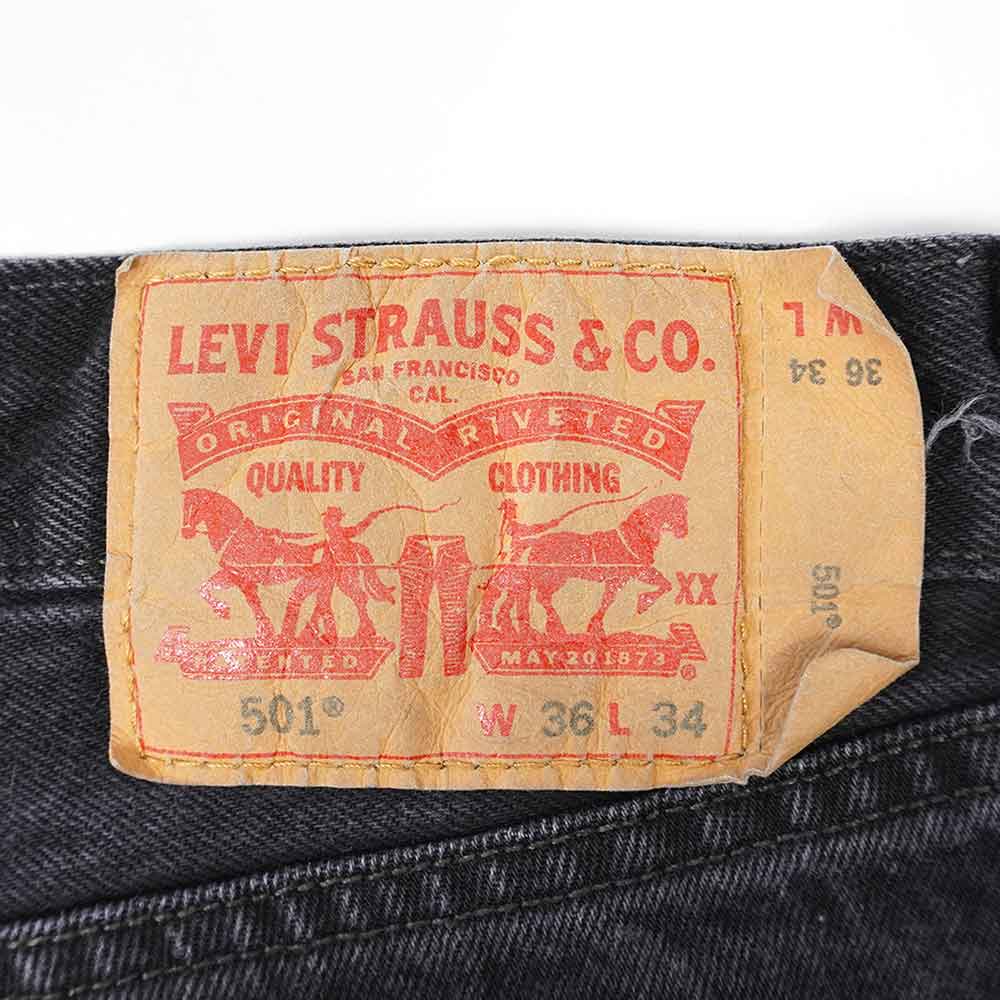 LEVI STRAUSS & CO.
SAN FRANCISCO
CAL.
ORIGINAL RIVETED
QUALITY CLOTHING
XX
PATENTED MAY 20 1873 ®
501® W 36 L 34
W L
36 34
501®